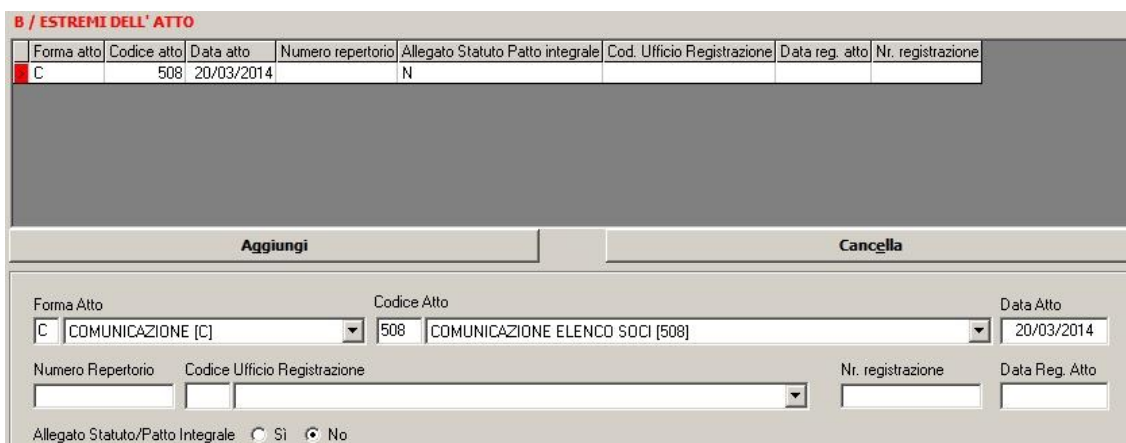 B / ESTREMI DELL' ATTO
Forma atto Codice atto Data atto Numero repertorio Allegato Statuto Patto integrale Cod. Ufficio Registrazione Data reg. atto Nr. registrazione
C 508 20/03/2014 N
Aggiungi Cancella
Forma Atto Codice Atto Data Atto
C COMUNICAZIONE [C] 508 COMUNICAZIONE ELENCO SOCI [508] 20/03/2014
Numero Repertorio Codice Ufficio Registrazione Nr. registrazione Data Reg. Atto
Allegato Statuto/Patto Integrale Sì No